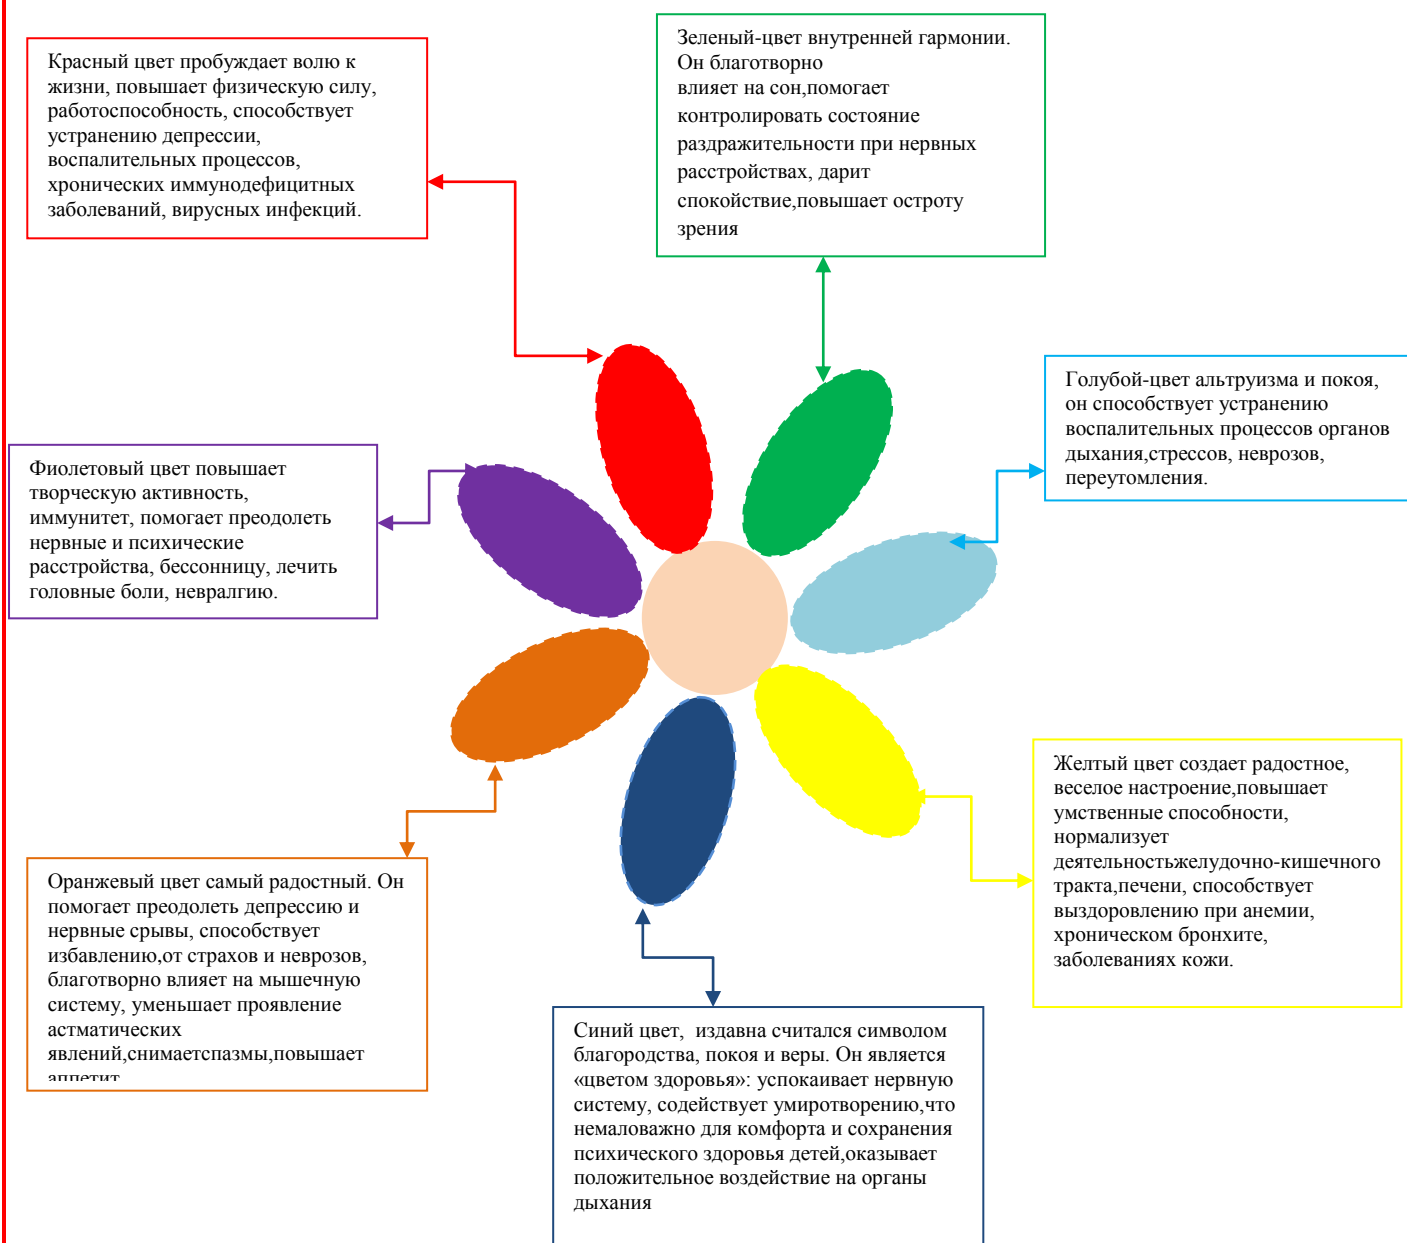 Красный цвет пробуждает волю к
жизни, повышает физическую силу,
работоспособность, способствует
устранению депрессии,
воспалительных процессов,
хронических иммунодефицитных
заболеваний, вирусных инфекций.
Зеленый-цвет внутренней гармонии.
Он благотворно
влияет на сон,помогает
контролировать состояние
раздражительности при нервных
расстройствах, дарит
спокойствие,повышает остроту
зрения
Голубой-цвет альтруизма и покоя,
он способствует устранению
воспалительных процессов органов
дыхания,стрессов, неврозов,
переутомления.
Фиолетовый цвет повышает
творческую активность,
иммунитет, помогает преодолеть
нервные и психические
расстройства, бессонницу, лечить
головные боли, невралгию.
Желтый цвет создает радостное,
веселое настроение,повышает
умственные способности,
нормализует
деятельностьжелудочно-кишечного
тракта,печени, способствует
выздоровлению при анемии,
хроническом бронхите,
заболеваниях кожи.
Оранжевый цвет самый радостный. Он
помогает преодолеть депрессию и
нервные срывы, способствует
избавлению,от страхов и неврозов,
благотворно влияет на мышечную
систему, уменьшает проявление
астматических
явлений,снимаетспазмы,повышает
аппетит
Синий цвет, издавна считался символом
благородства, покоя и веры. Он является
«цветом здоровья»: успокаивает нервную
систему, содействует умиротворению,что
немаловажно для комфорта и сохранения
психического здоровья детей,оказывает
положительное воздействие на органы
дыхания